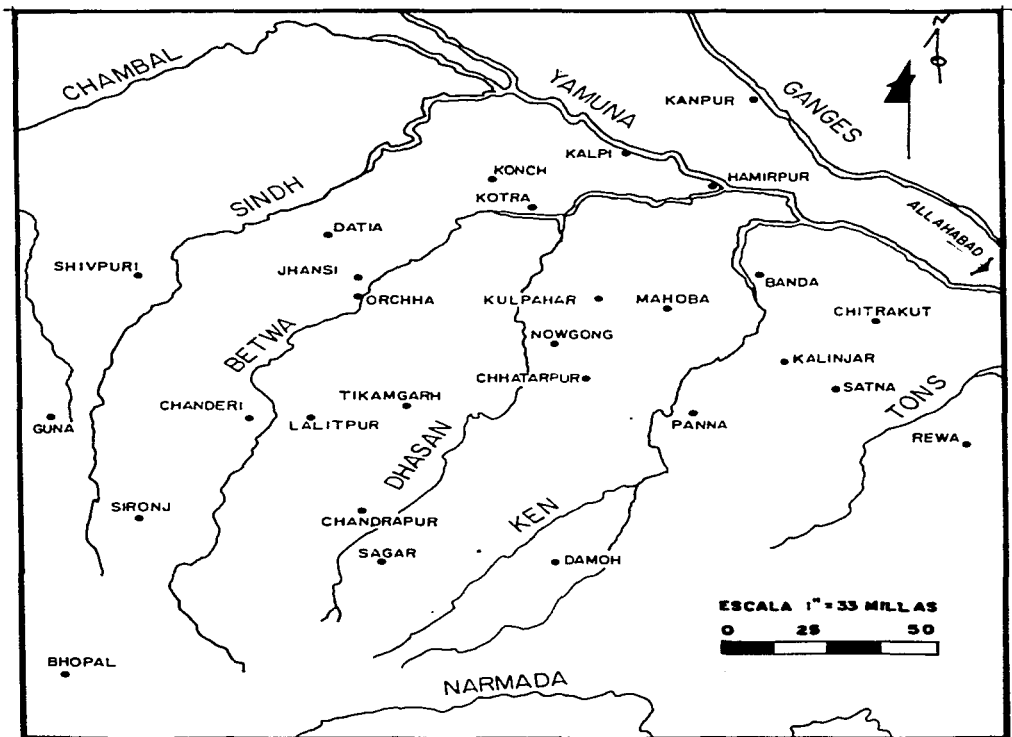 CHAMBAL
YAMUNA
GANGES
KANPUR
KALPI
KONCH
HAMIRPUR
KOTRA
SINDH
DATIA
ALLAHABAD
SHIVPURI
JHANSI
ORCHHA
KULPAHAR
MAHOBA
BANDA
CHITRAKUT
BETWA
NOWGONG
KALINJAR
CHHATARPUR
SATNA
TONS
TIKAMGARH
CHANDERI
LALITPUR
PANNA
GUNA
REWA
DHASAN
SIRONJ
CHANDRAPUR
KEN
SAGAR
DAMOH
ESCALA 1" = 33 MILLAS
0 25 50
BHOPAL
NARMADA